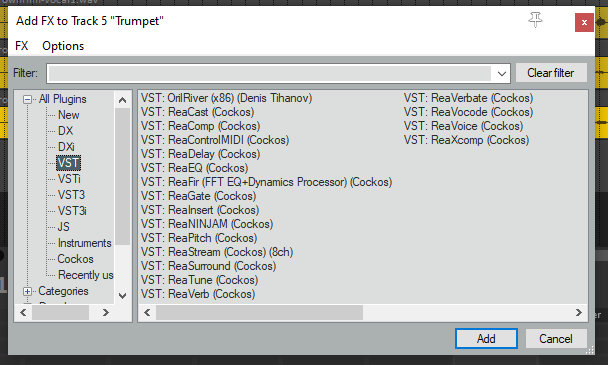 Add FX to Track 5 "Trumpet"
FX Options
Filter: Clear filter
All Plugins
New
DX
DXi
VST
VSTi
VST3
VST3i
JS
Instruments
Cockos
Recently us
Categories
VST: OrilRiver (x86) (Denis Tihanov)
VST: ReaCast (Cockos)
VST: ReaComp (Cockos)
VST: ReaControlMIDI (Cockos)
VST: ReaDelay (Cockos)
VST: ReaEQ (Cockos)
VST: ReaFir (FFT EQ+Dynamics Processor) (Cockos)
VST: ReaGate (Cockos)
VST: ReaInsert (Cockos)
VST: ReaNINJAM (Cockos)
VST: ReaPitch (Cockos)
VST: ReaStream (Cockos) (8ch)
VST: ReaSurround (Cockos)
VST: ReaTune (Cockos)
VST: ReaVerb (Cockos)
VST: ReaVerbate (Cockos)
VST: ReaVocode (Cockos)
VST: ReaVoice (Cockos)
VST: ReaXcomp (Cockos)
Add Cancel